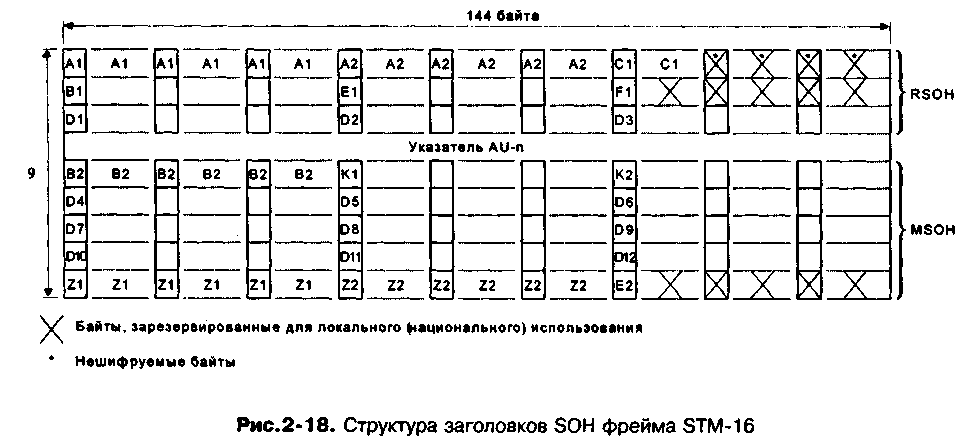 144 байта
A1 A1 A1 A1 A1 A1 A2 A2 A2 A2 A2 A2 C1 C1 * * * *
B1 E1 F1
RSOH
D1 D2 D3
Указатель AU-n
9
B2 B2 B2 B2 B2 B2 K1 K2
D4 D5 D6
D7 D8 D9
MSOH
D10 D11 D12
Z1 Z1 Z1 Z1 Z1 Z1 Z2 Z2 Z2 Z2 Z2 Z2 E2
Байты, зарезервированные для локального (национального) использования
* Нешифруемые байты
Рис.2-18. Структура заголовков SOH фрейма STM-16